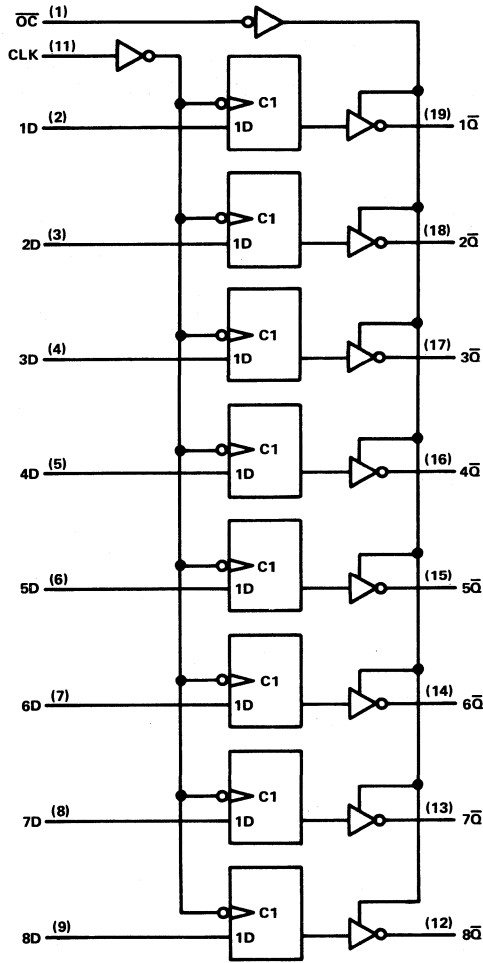 O̅C̅ (1)
CLK (11)
C1
1D (2) 1D (19) 1Q̅
C1
2D (3) 1D (18) 2Q̅
C1
3D (4) 1D (17) 3Q̅
C1
4D (5) 1D (16) 4Q̅
C1
5D (6) 1D (15) 5Q̅
C1
6D (7) 1D (14) 6Q̅
C1
7D (8) 1D (13) 7Q̅
C1
8D (9) 1D (12) 8Q̅